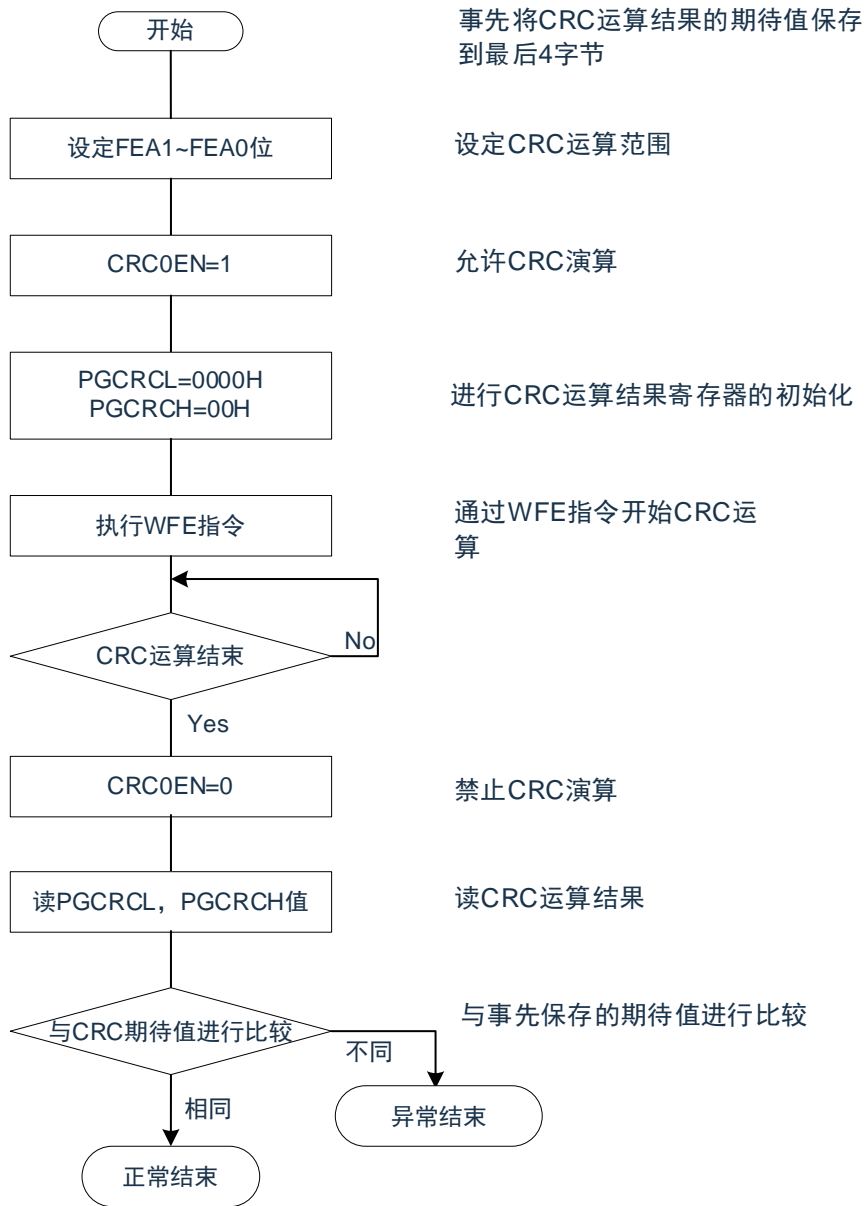 开始
事先将CRC运算结果的期待值保存
到最后4字节
设定FEA1~FEA0位
设定CRC运算范围
CRC0EN=1
允许CRC演算
PGCRCL=0000H
PGCRCH=00H
进行CRC运算结果寄存器的初始化
执行WFE指令
通过WFE指令开始CRC运
算
No
CRC运算结束
Yes
CRC0EN=0
禁止CRC演算
读PGCRCL，PGCRCH值
读CRC运算结果
与CRC期待值进行比较
与事先保存的期待值进行比较
不同
相同
异常结束
正常结束